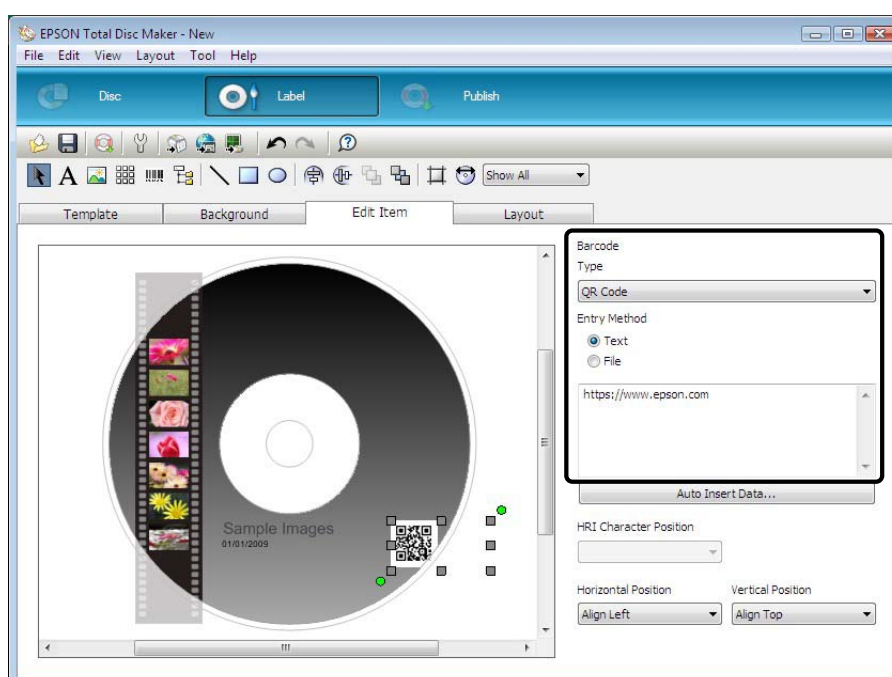 EPSON Total Disc Maker - New
File Edit View Layout Tool Help
Disc Label Publish
A Show All
Template Background Edit Item Layout
Barcode
Type
QR Code
Entry Method
Text
File
https://www.epson.com
Auto Insert Data...
Sample Images
01/01/2009
HRI Character Position
Horizontal Position Vertical Position
Align Left Align Top